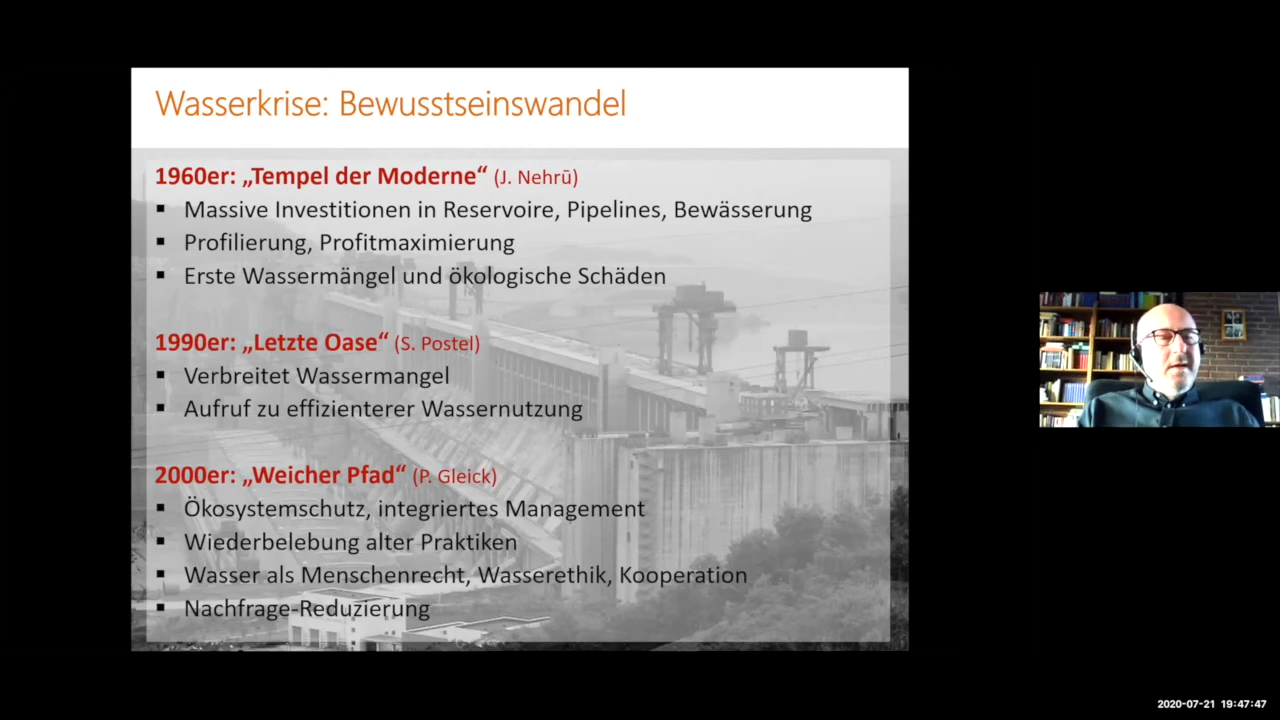 Wasserkrise: Bewusstseinswandel
1960er: „Tempel der Moderne“ (J. Nehrū)
▪ Massive Investitionen in Reservoire, Pipelines, Bewässerung
▪ Profilierung, Profitmaximierung
▪ Erste Wassermängel und ökologische Schäden
1990er: „Letzte Oase“ (S. Postel)
▪ Verbreitet Wassermangel
▪ Aufruf zu effizienterer Wassernutzung
2000er: „Weicher Pfad“ (P. Gleick)
▪ Ökosystemschutz, integriertes Management
▪ Wiederbelebung alter Praktiken
▪ Wasser als Menschenrecht, Wasserethik, Kooperation
▪ Nachfrage-Reduzierung
2020-07-21 19:47:47